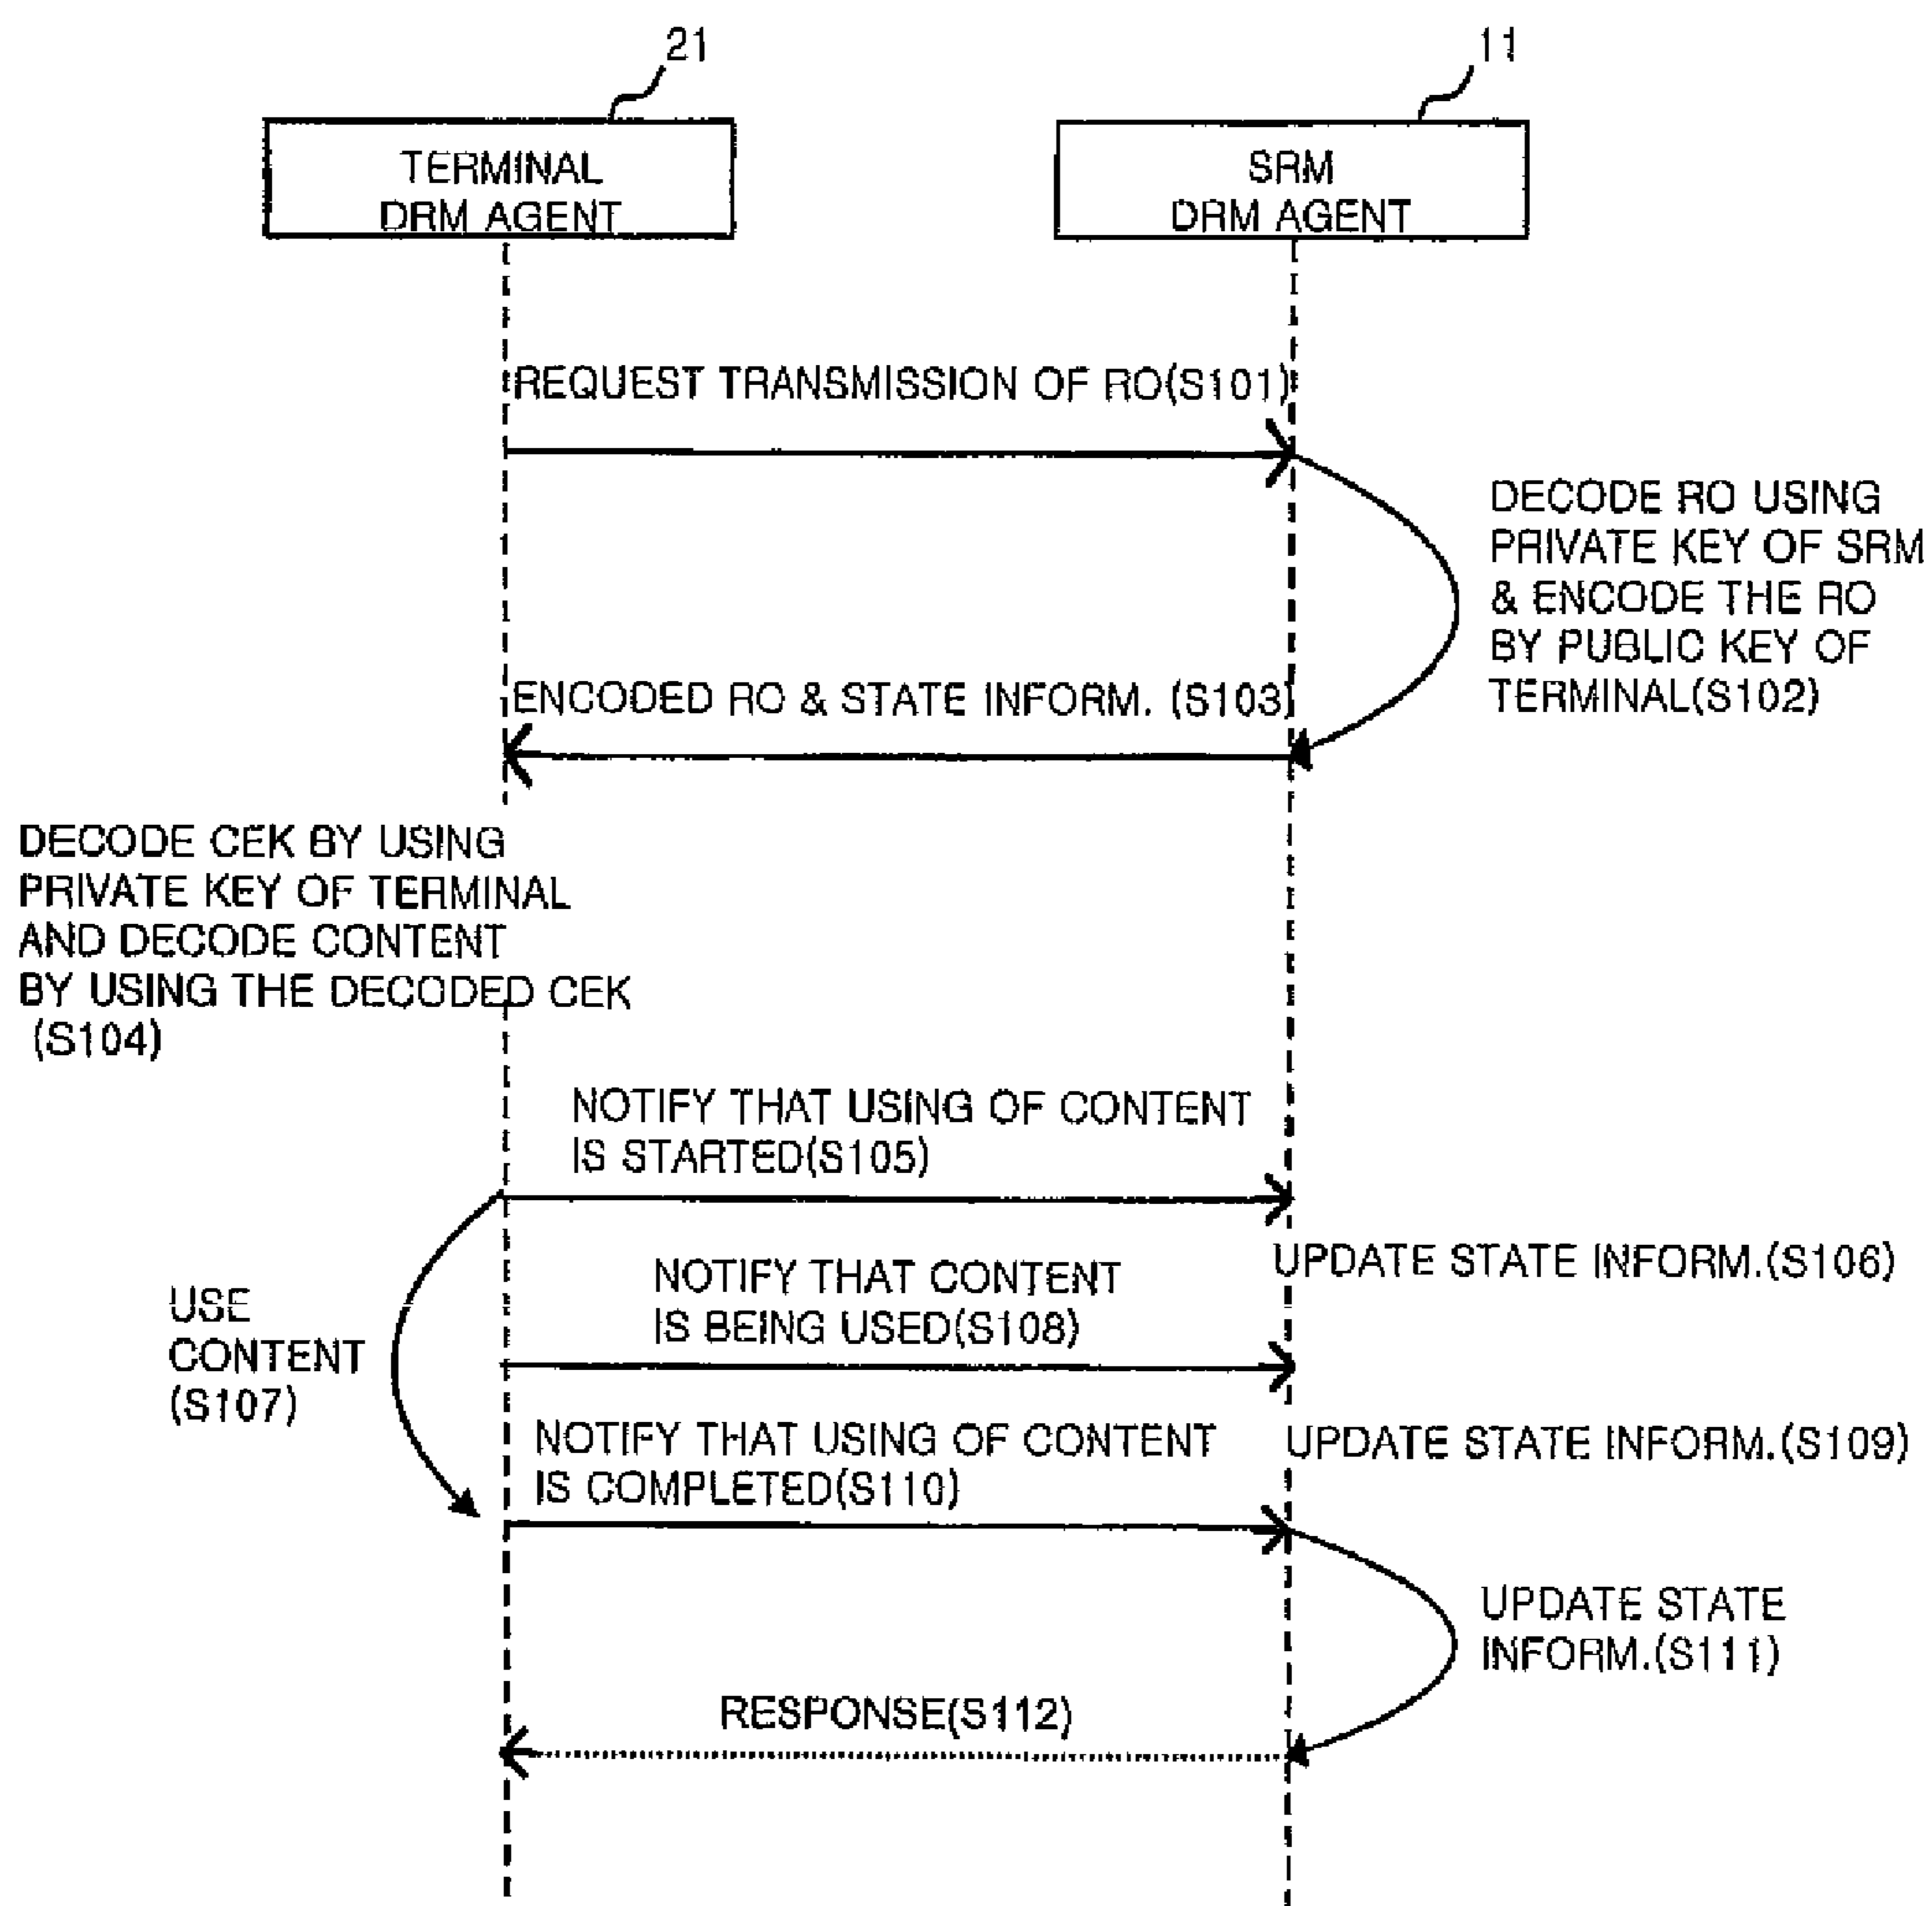 21
11
TERMINAL
DRM AGENT
SRM
DRM AGENT
REQUEST TRANSMISSION OF RO(S101)
DECODE RO USING
PRIVATE KEY OF SRM
& ENCODE THE RO
BY PUBLIC KEY OF
TERMINAL(S102)
ENCODED RO & STATE INFORM. (S103)
DECODE CEK BY USING
PRIVATE KEY OF TERMINAL
AND DECODE CONTENT
BY USING THE DECODED CEK
(S104)
NOTIFY THAT USING OF CONTENT
IS STARTED(S105)
UPDATE STATE INFORM.(S106)
NOTIFY THAT CONTENT
IS BEING USED(S108)
USE
CONTENT
(S107)
NOTIFY THAT USING OF CONTENT
IS COMPLETED(S110)
UPDATE STATE INFORM.(S109)
UPDATE STATE
INFORM.(S111)
RESPONSE(S112)